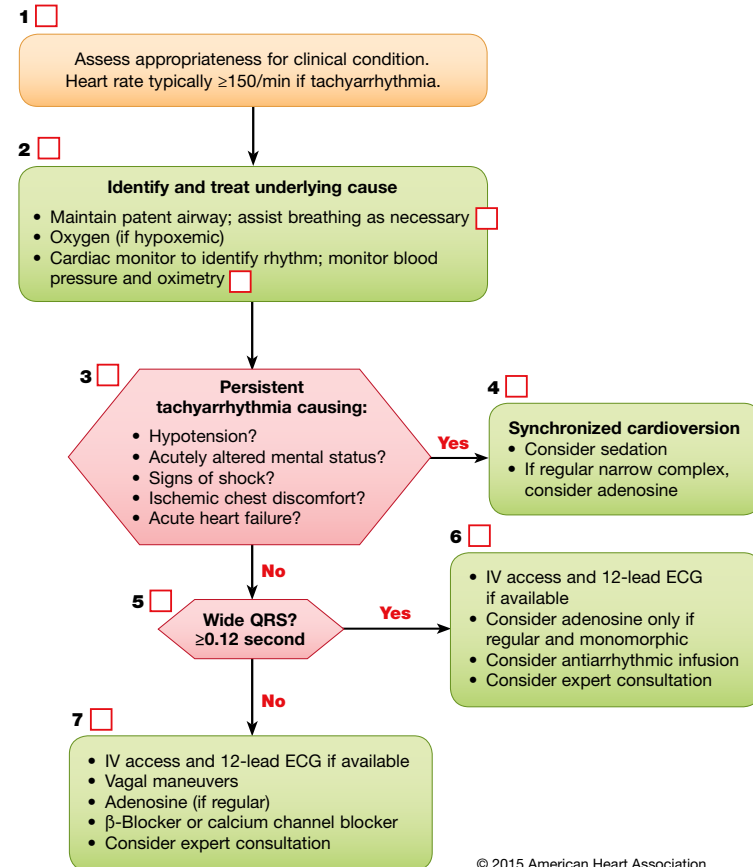 1
Assess appropriateness for clinical condition.
Heart rate typically ≥150/min if tachyarrhythmia.
2
Identify and treat underlying cause
• Maintain patent airway; assist breathing as necessary
• Oxygen (if hypoxemic)
• Cardiac monitor to identify rhythm; monitor blood
pressure and oximetry
3
Persistent
tachyarrhythmia causing:
• Hypotension?
• Acutely altered mental status?
• Signs of shock?
• Ischemic chest discomfort?
• Acute heart failure?
Yes
4
Synchronized cardioversion
• Consider sedation
• If regular narrow complex,
consider adenosine
No
5
Wide QRS?
≥0.12 second
Yes
6
• IV access and 12-lead ECG
if available
• Consider adenosine only if
regular and monomorphic
• Consider antiarrhythmic infusion
• Consider expert consultation
No
7
• IV access and 12-lead ECG if available
• Vagal maneuvers
• Adenosine (if regular)
• β-Blocker or calcium channel blocker
• Consider expert consultation
© 2015 American Heart Association